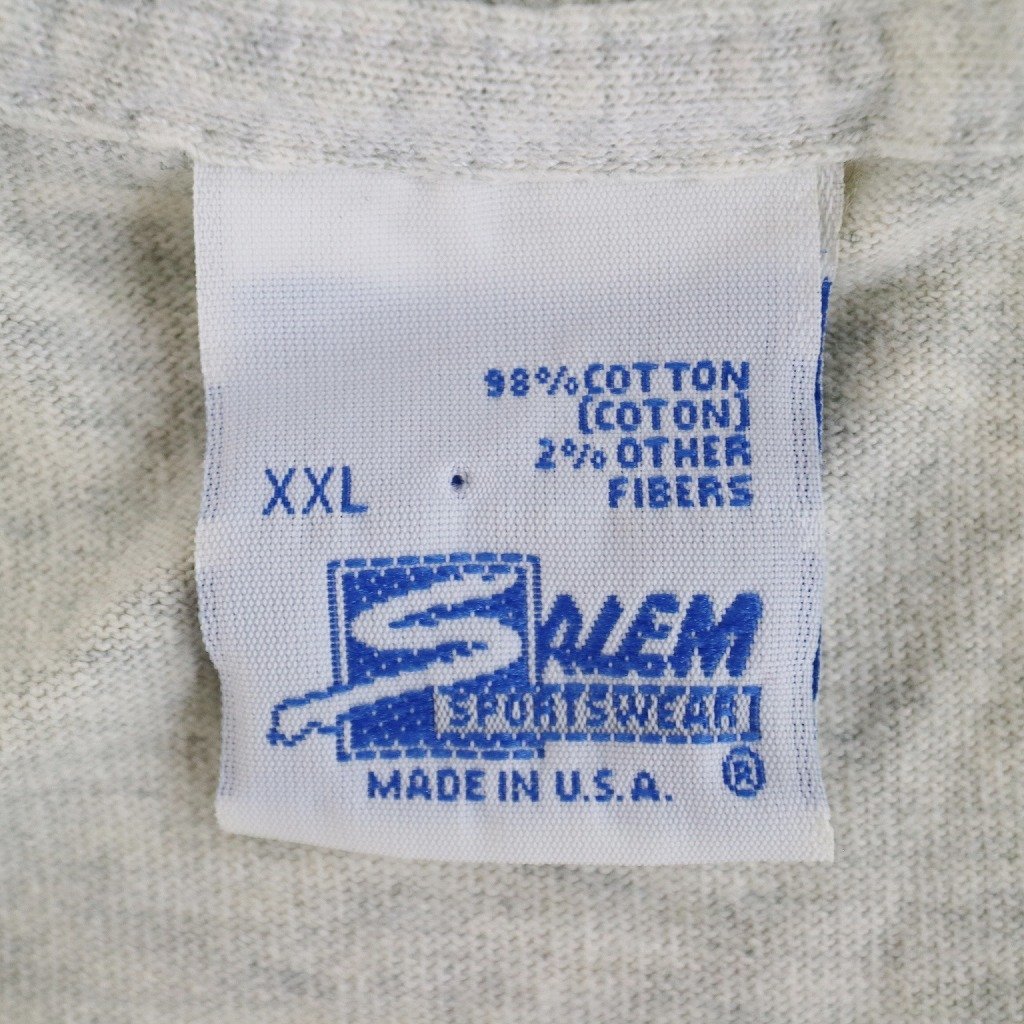 98% COTTON
(COTON)
2% OTHER
FIBERS
XXL
SALEM
SPORTSWEAR
®
MADE IN U.S.A.